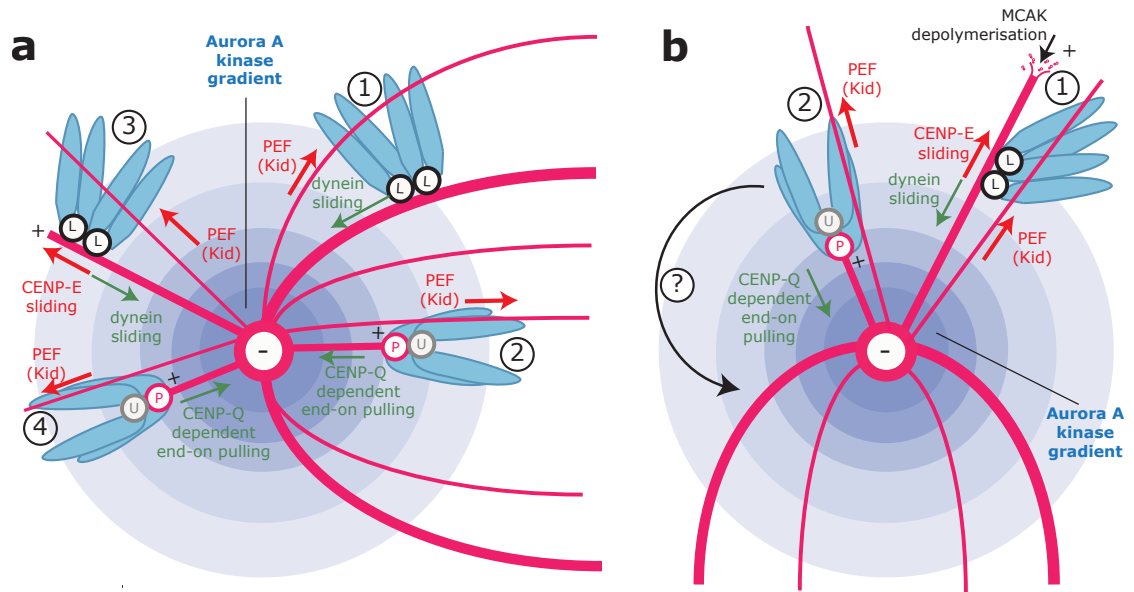 a
Aurora A
kinase
gradient
1
PEF
(Kid)
dynein
sliding
L
L
3
L
L
+
PEF
(Kid)
CENP-E
sliding
dynein
sliding
PEF
(Kid)
2
+
P
U
CENP-Q
dependent
end-on pulling
-
PEF
(Kid)
4
+
U
P
CENP-Q
dependent
end-on pulling
b
MCAK
depolymerisation
+
1
2
PEF
(Kid)
CENP-E
sliding
dynein
sliding
L
L
PEF
(Kid)
U
P
+
CENP-Q
dependent
end-on
pulling
?
-
Aurora A
kinase
gradient